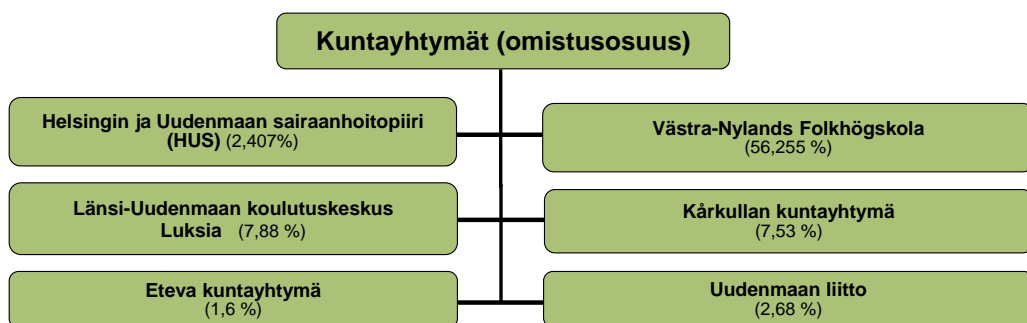 Kuntayhtymät (omistusosuus)
Helsingin ja Uudenmaan sairaanhoitopiiri
(HUS) (2,407%)
Västra-Nylands Folkhögskola
(56,255 %)
Länsi-Uudenmaan koulutuskeskus
Luksia (7,88 %)
Kårkullan kuntayhtymä
(7,53 %)
Eteva kuntayhtymä
(1,6 %)
Uudenmaan liitto
(2,68 %)